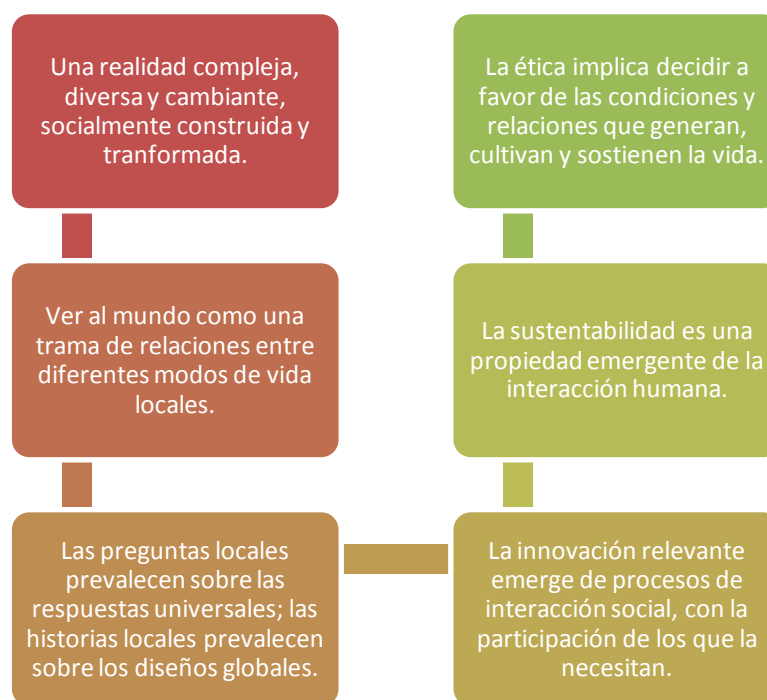 Una realidad compleja,
diversa y cambiante,
socialmente construida y
tranformada.
Ver al mundo como una
trama de relaciones entre
diferentes modos de vida
locales.
Las preguntas locales
prevalecen sobre las
respuestas universales; las
historias locales prevalecen
sobre los diseños globales.
La innovación relevante
emerge de procesos de
interacción social, con la
participación de los que la
necesitan.
La sustentabilidad es una
propiedad emergente de la
interacción humana.
La ética implica decidir a
favor de las condiciones y
relaciones que generan,
cultivan y sostienen la vida.